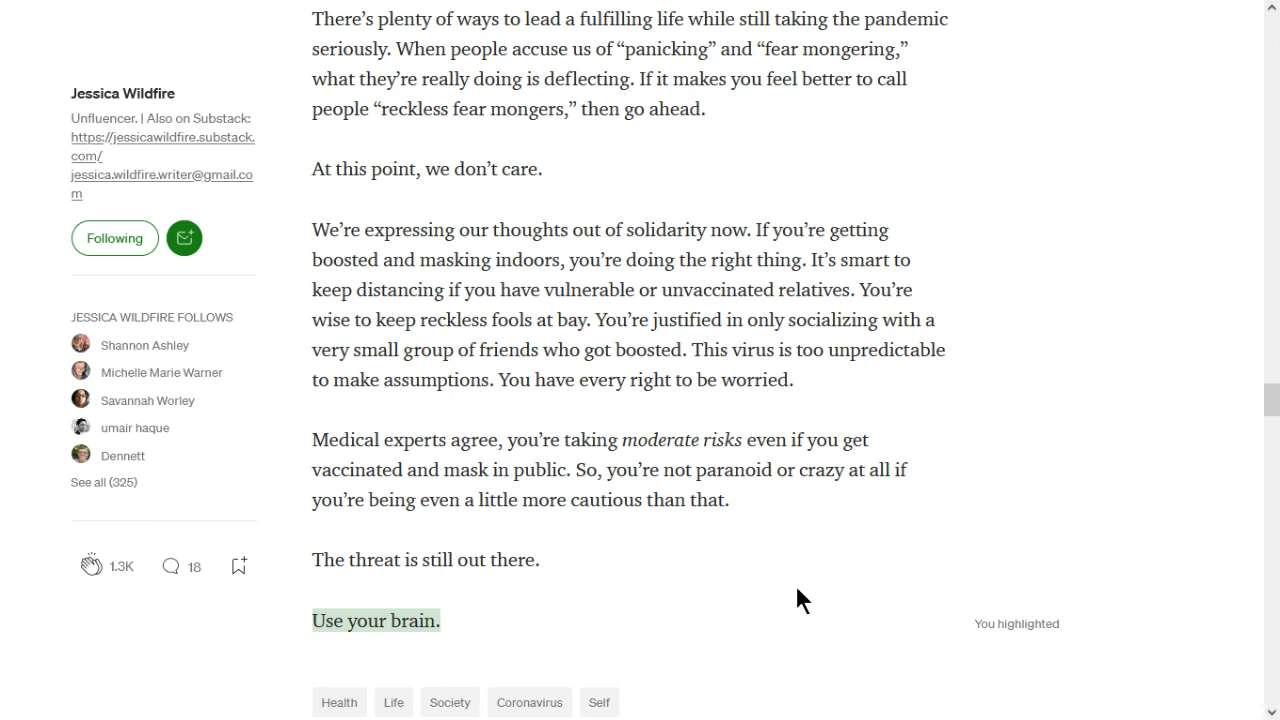 There’s plenty of ways to lead a fulfilling life while still taking the pandemic
seriously. When people accuse us of “panicking” and “fear mongering,”
what they’re really doing is deflecting. If it makes you feel better to call
people “reckless fear mongers,” then go ahead.
At this point, we don’t care.
We’re expressing our thoughts out of solidarity now. If you’re getting
boosted and masking indoors, you’re doing the right thing. It’s smart to
keep distancing if you have vulnerable or unvaccinated relatives. You’re
wise to keep reckless fools at bay. You’re justified in only socializing with a
very small group of friends who got boosted. This virus is too unpredictable
to make assumptions. You have every right to be worried.
Medical experts agree, you’re taking moderate risks even if you get
vaccinated and mask in public. So, you’re not paranoid or crazy at all if
you’re being even a little more cautious than that.
The threat is still out there.
Use your brain.
You highlighted
Health
Life
Society
Coronavirus
Self
Jessica Wildfire
Unfluencer. | Also on Substack:
https://jessicawildfire.substack.
com/
jessica.wildfire.writer@gmail.co
m
Following
JESSICA WILDFIRE FOLLOWS
Shannon Ashley
Michelle Marie Warner
Savannah Worley
umair haque
Dennett
See all (325)
1.3K
18